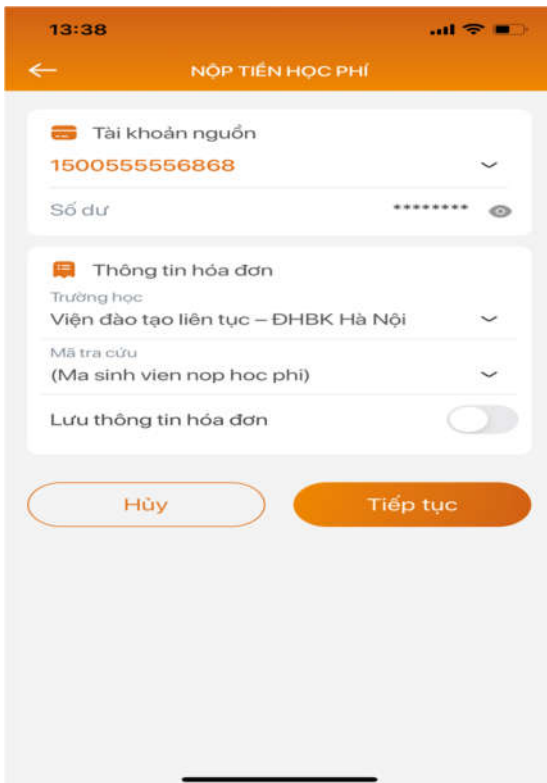 13:38
NỘP TIỀN HỌC PHÍ
Tài khoản nguồn
1500555556868
Số dư ********
Thông tin hóa đơn
Trường học
Viện đào tạo liên tục – ĐHBK Hà Nội
Mã tra cứu
(Ma sinh vien nop hoc phi)
Lưu thông tin hóa đơn
Hủy Tiếp tục